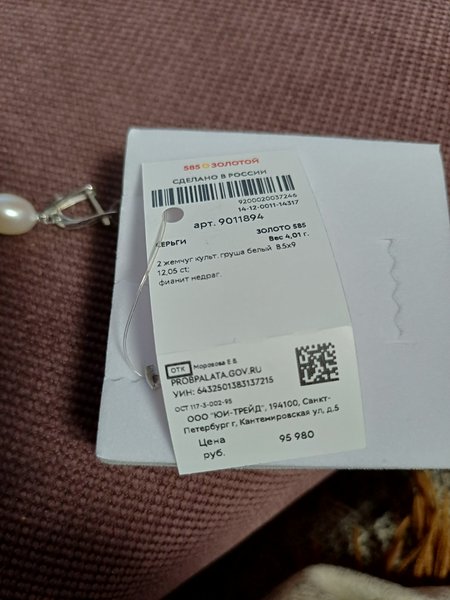 585 ЗОЛОТОЙ
СДЕЛАНО В РОССИИ
9200020037246
14-12-0011-14317
арт. 9011894
СЕРЬГИ ЗОЛОТО 585
Вес 4,01 г.
2 жемчуг культ. груша белый 8.5х9
12,05 ct;
фианит недраг.
ОТК Морозова Е.В
PROBPALATA.GOV.RU
УИН: 6432501383137215
ОСТ 117-3-002-95
ООО "ЮИ-ТРЕЙД", 194100, Санкт-
Петербург г, Кантемировская ул, д.5
Цена 95 980
руб.